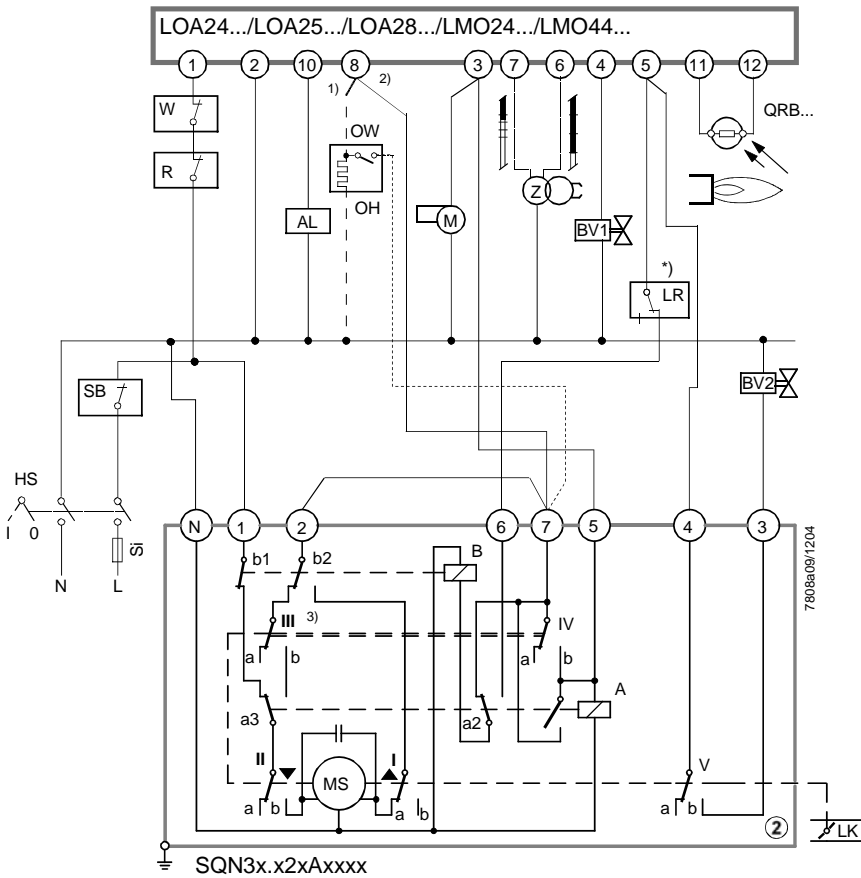 LOA24.../LOA25.../LOA28.../LMO24.../LMO44...
1 2 10 8 3 7 6 4 5 11 12
1) 2)
QRB...
W
OW
R
OH
Z
AL
M
BV1
*)
LR
SB
BV2
HS
I 0
Si
N L
N 1 2 6 7 5 4 3
7808a09/1204
b1 b2 B
III 3) IV
a b a b
A
a3 a2
II I V
MS
a b a b a b
2
LK
SQN3x.x2xAxxxx